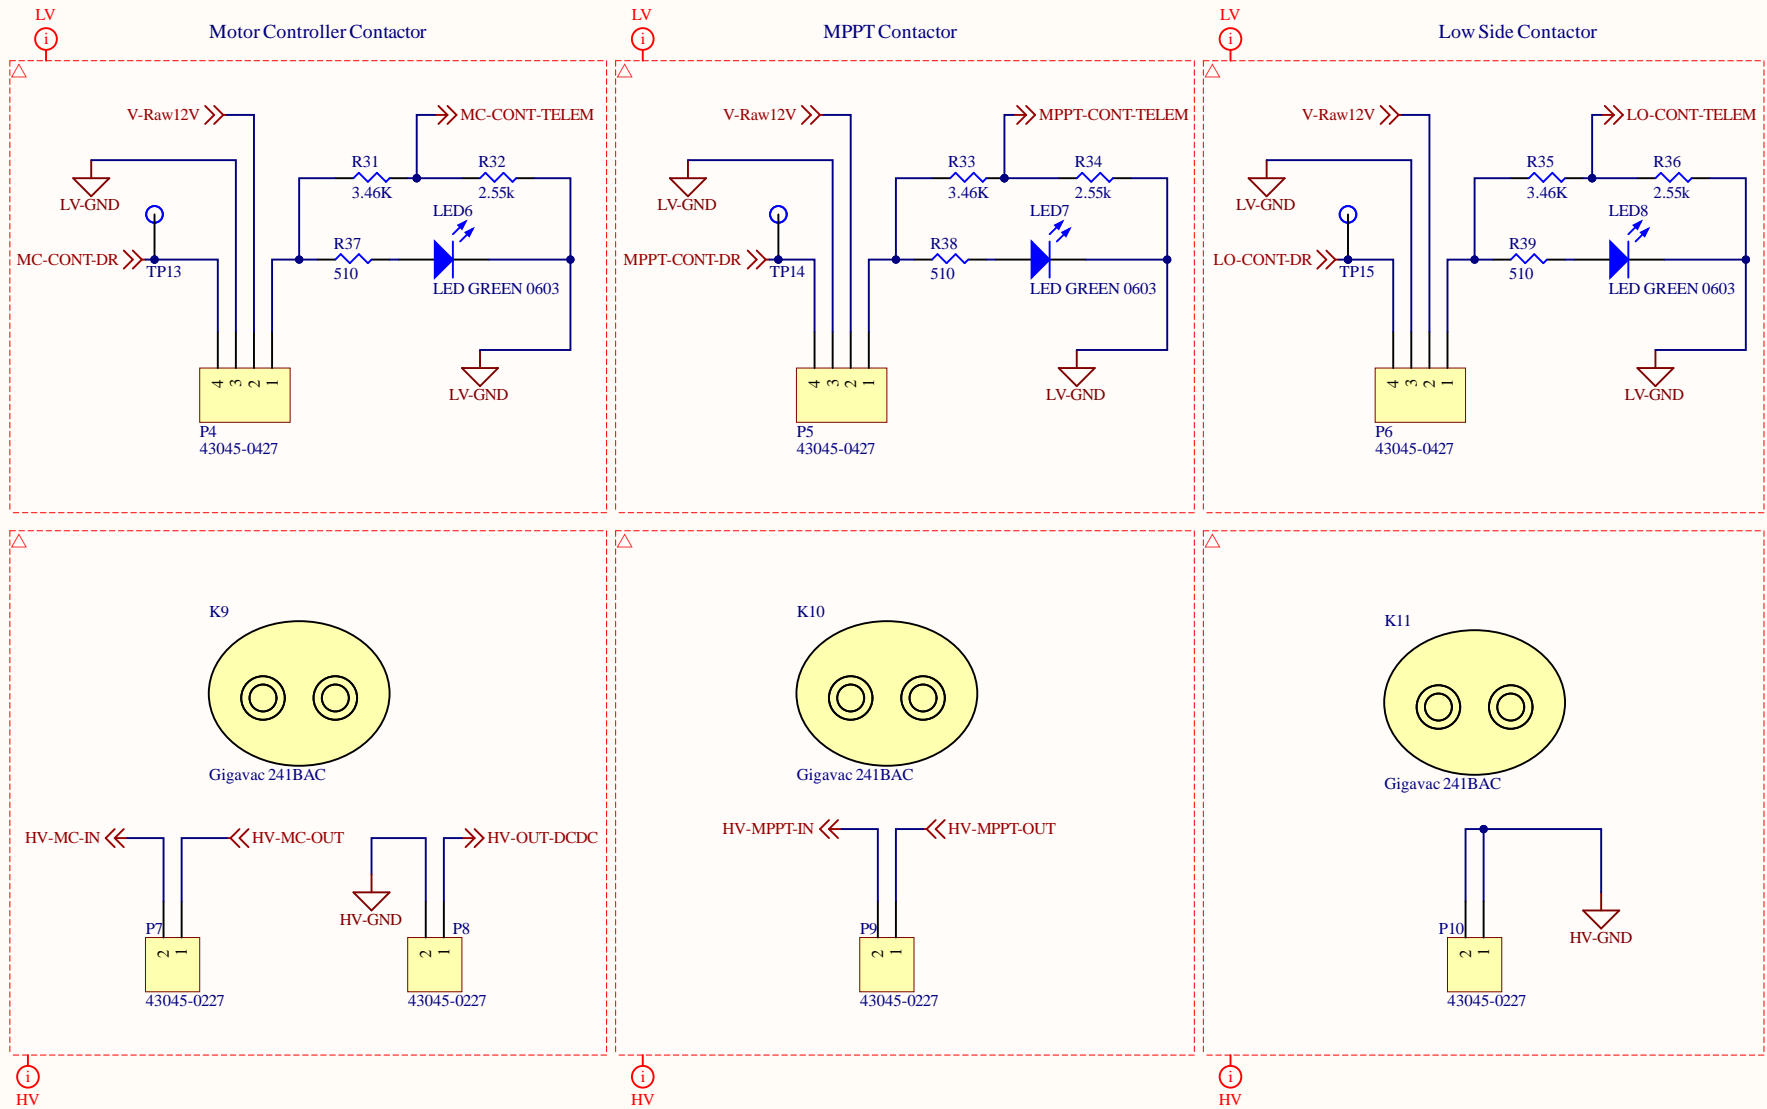 LV
i
Motor Controller Contactor
V-Raw12V
MC-CONT-TELEM
R31
3.46K
R32
2.55k
LV-GND
LED6
MC-CONT-DR
TP13
R37
510
LED GREEN 0603
4 3 2 1
LV-GND
P4
43045-0427
LV
i
MPPT Contactor
V-Raw12V
MPPT-CONT-TELEM
R33
3.46K
R34
2.55k
LV-GND
LED7
MPPT-CONT-DR
TP14
R38
510
LED GREEN 0603
4 3 2 1
LV-GND
P5
43045-0427
LV
i
Low Side Contactor
V-Raw12V
LO-CONT-TELEM
R35
3.46K
R36
2.55k
LV-GND
LED8
LO-CONT-DR
TP15
R39
510
LED GREEN 0603
4 3 2 1
LV-GND
P6
43045-0427
K9
Gigavac 241BAC
HV-MC-IN
HV-MC-OUT
HV-OUT-DCDC
HV-GND
P7
2 1
43045-0227
P8
2 1
43045-0227
i
HV
K10
Gigavac 241BAC
HV-MPPT-IN
HV-MPPT-OUT
P9
2 1
43045-0227
i
HV
K11
Gigavac 241BAC
P10
2 1
HV-GND
43045-0227
i
HV